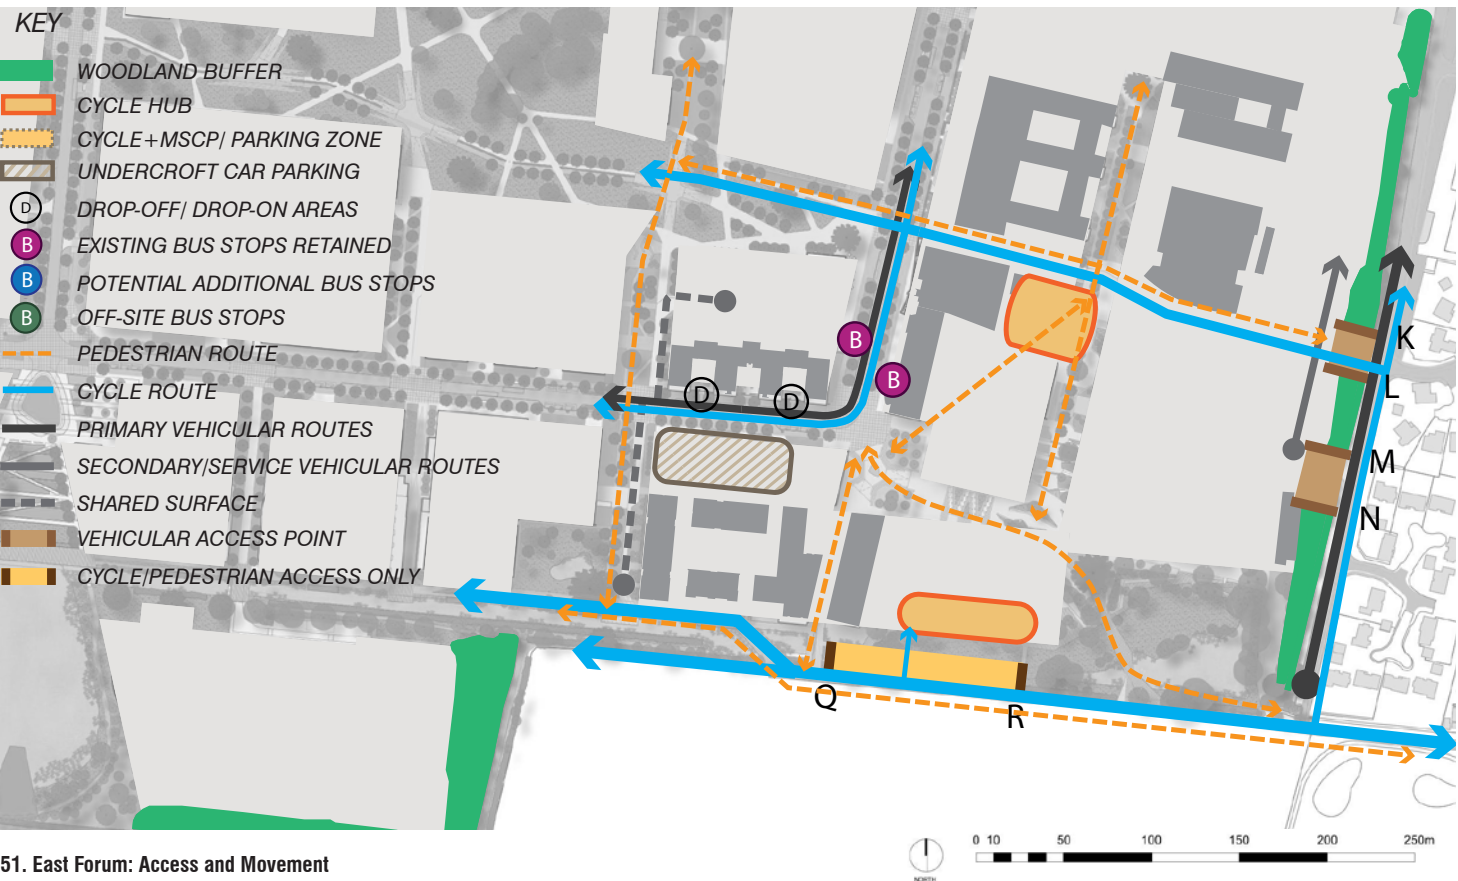 KEY
WOODLAND BUFFER
CYCLE HUB
CYCLE+MSCP/ PARKING ZONE
UNDERCROFT CAR PARKING
D DROP-OFF/ DROP-ON AREAS
B EXISTING BUS STOPS RETAINED
B POTENTIAL ADDITIONAL BUS STOPS
B OFF-SITE BUS STOPS
PEDESTRIAN ROUTE
CYCLE ROUTE
PRIMARY VEHICULAR ROUTES
SECONDARY/SERVICE VEHICULAR ROUTES
SHARED SURFACE
VEHICULAR ACCESS POINT
CYCLE/PEDESTRIAN ACCESS ONLY
B
B
D
D
K
L
M
N
Q
R
0 10 50 100 150 200 250m
NORTH
51. East Forum: Access and Movement